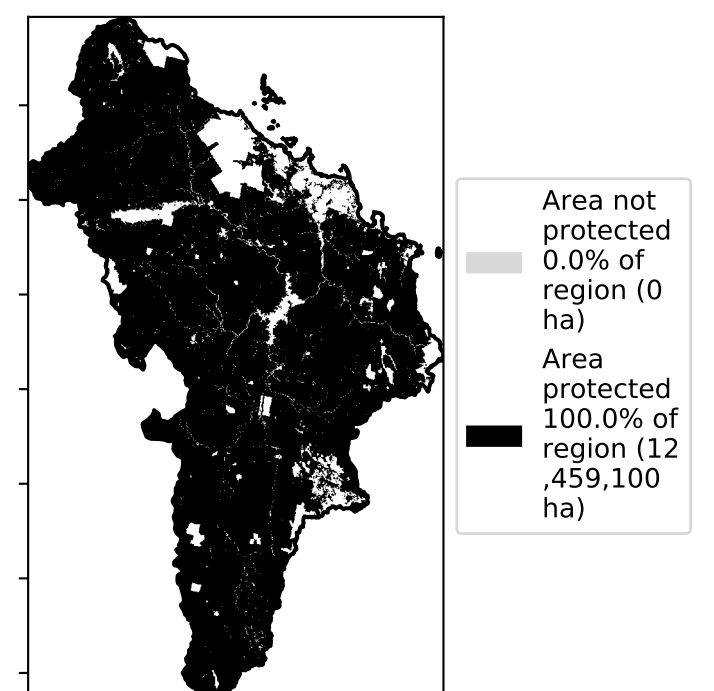 Area not
protected
0.0% of
region (0
ha)
Area
protected
100.0% of
region (12
,459,100
ha)